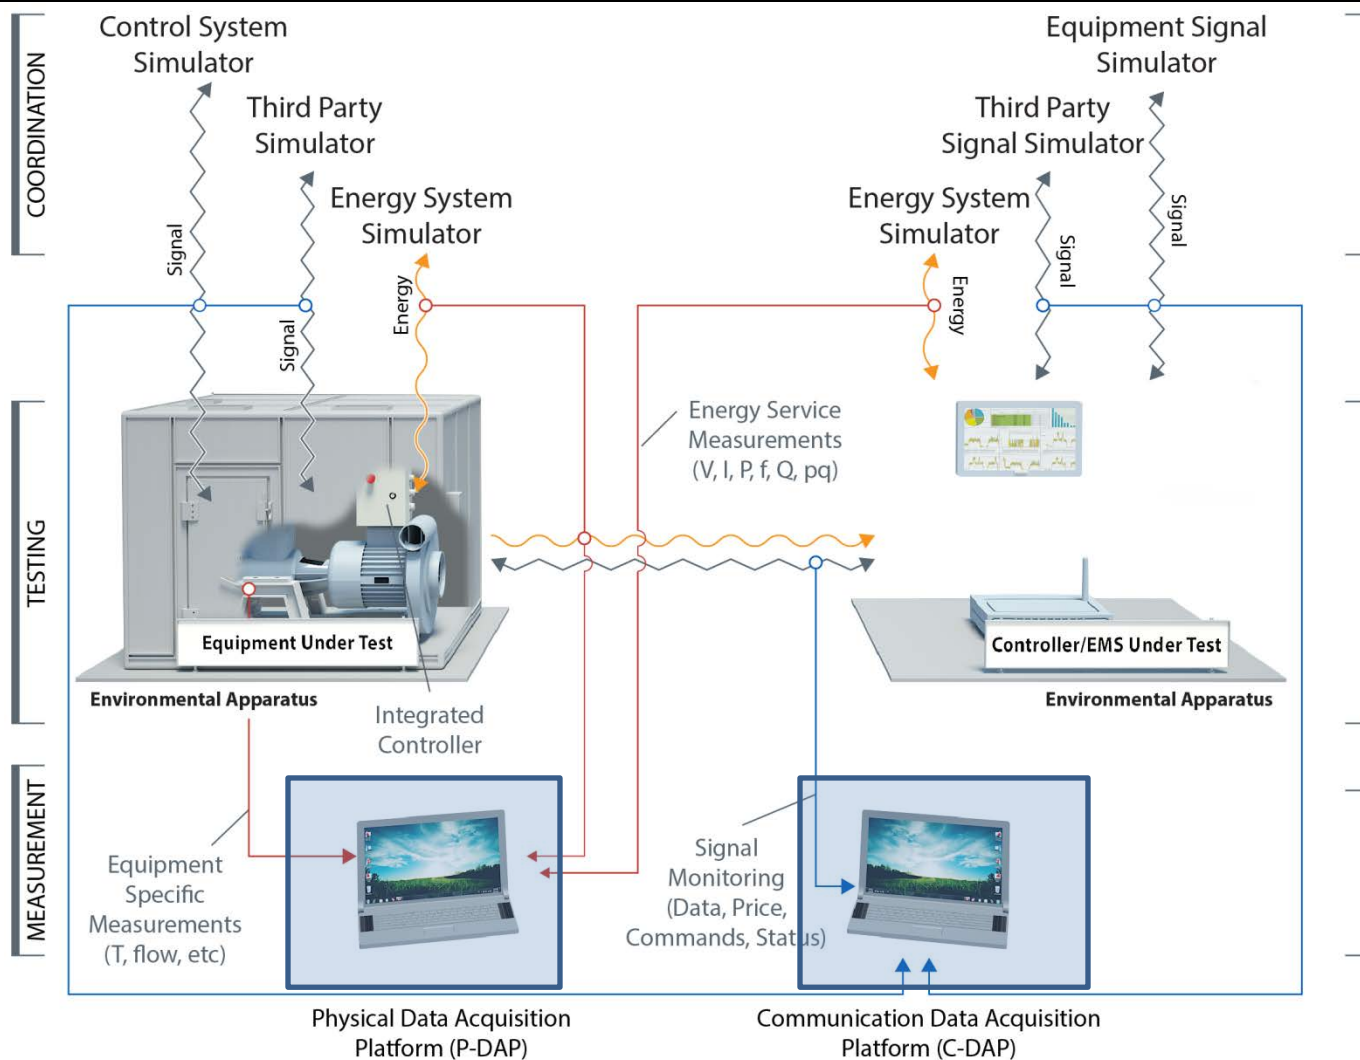 COORDINATION
Control System
Simulator
Third Party
Simulator
Energy System
Simulator
Signal
Signal
Energy
Equipment Signal
Simulator
Third Party
Signal Simulator
Energy System
Simulator
Energy
Signal
Signal
TESTING
Energy Service
Measurements
(V, I, P, f, Q, pq)
Equipment Under Test
Environmental Apparatus
Integrated
Controller
Controller/EMS Under Test
Environmental Apparatus
MEASUREMENT
Equipment
Specific
Measurements
(T, flow, etc)
Signal
Monitoring
(Data, Price,
Commands, Status)
Physical Data Acquisition
Platform (P-DAP)
Communication Data Acquisition
Platform (C-DAP)